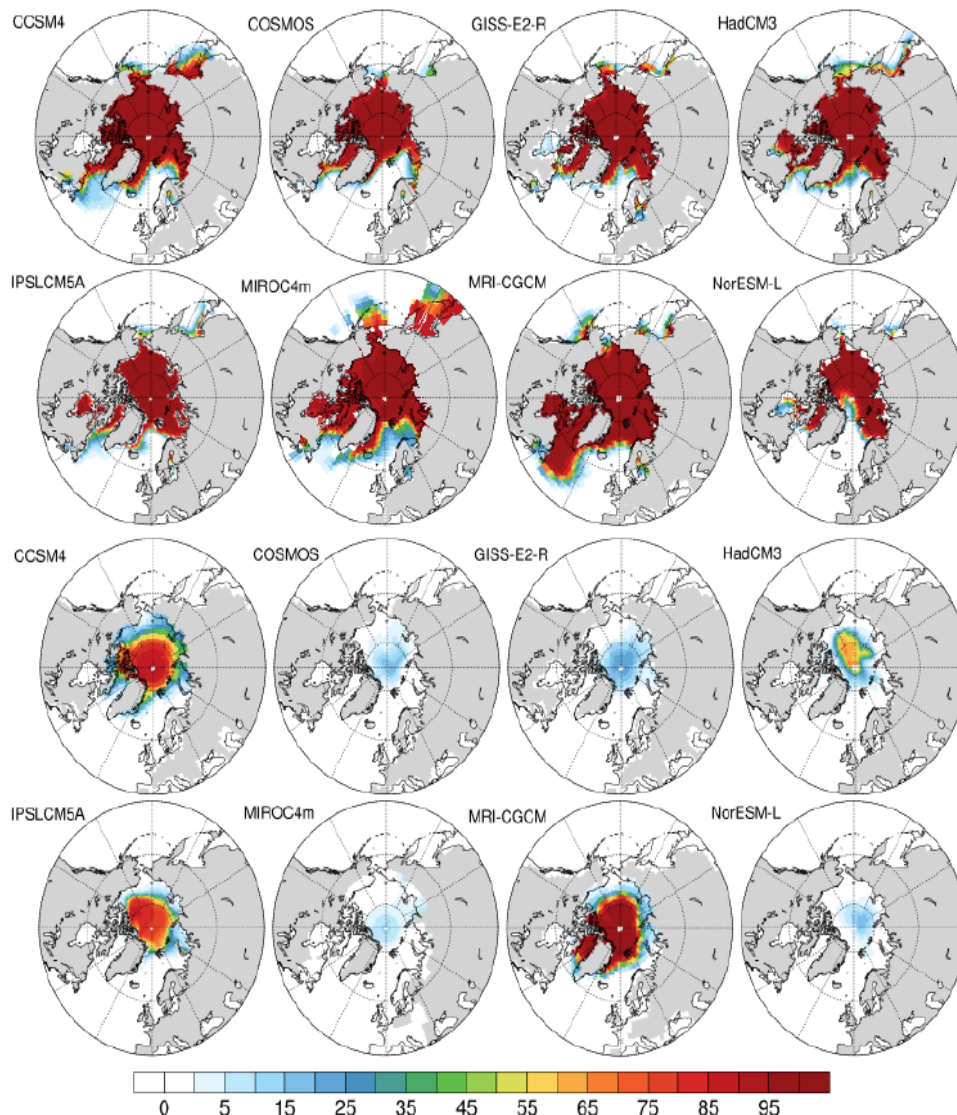 CCSM4 COSMOS GISS-E2-R HadCM3
IPSLCM5A MIROC4m MRI-CGCM NorESM-L
CCSM4 COSMOS GISS-E2-R HadCM3
IPSLCM5A MIROC4m MRI-CGCM NorESM-L
0 5 15 25 35 45 55 65 75 85 95